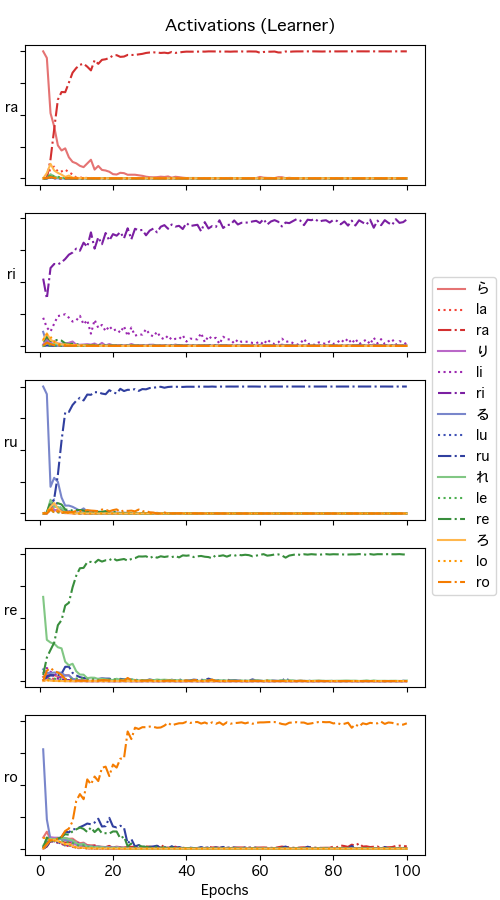 Activations (Learner)
ra
ri
ru
re
ro
ら
la
ra
り
li
ri
る
lu
ru
れ
le
re
ろ
lo
ro
0 20 40 60 80 100
Epochs